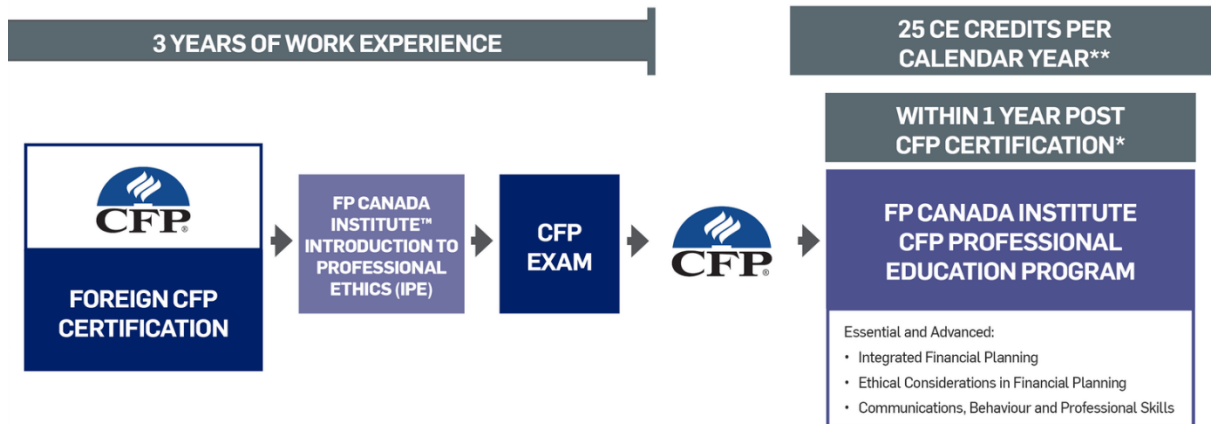 3 YEARS OF WORK EXPERIENCE
25 CE CREDITS PER
CALENDAR YEAR**
WITHIN 1 YEAR POST
CFP CERTIFICATION*
CFP®
FOREIGN CFP
CERTIFICATION
FP CANADA
INSTITUTE™
INTRODUCTION TO
PROFESSIONAL
ETHICS (IPE)
CFP
EXAM
CFP®
FP CANADA INSTITUTE
CFP PROFESSIONAL
EDUCATION PROGRAM
Essential and Advanced:
• Integrated Financial Planning
• Ethical Considerations in Financial Planning
• Communications, Behaviour and Professional Skills